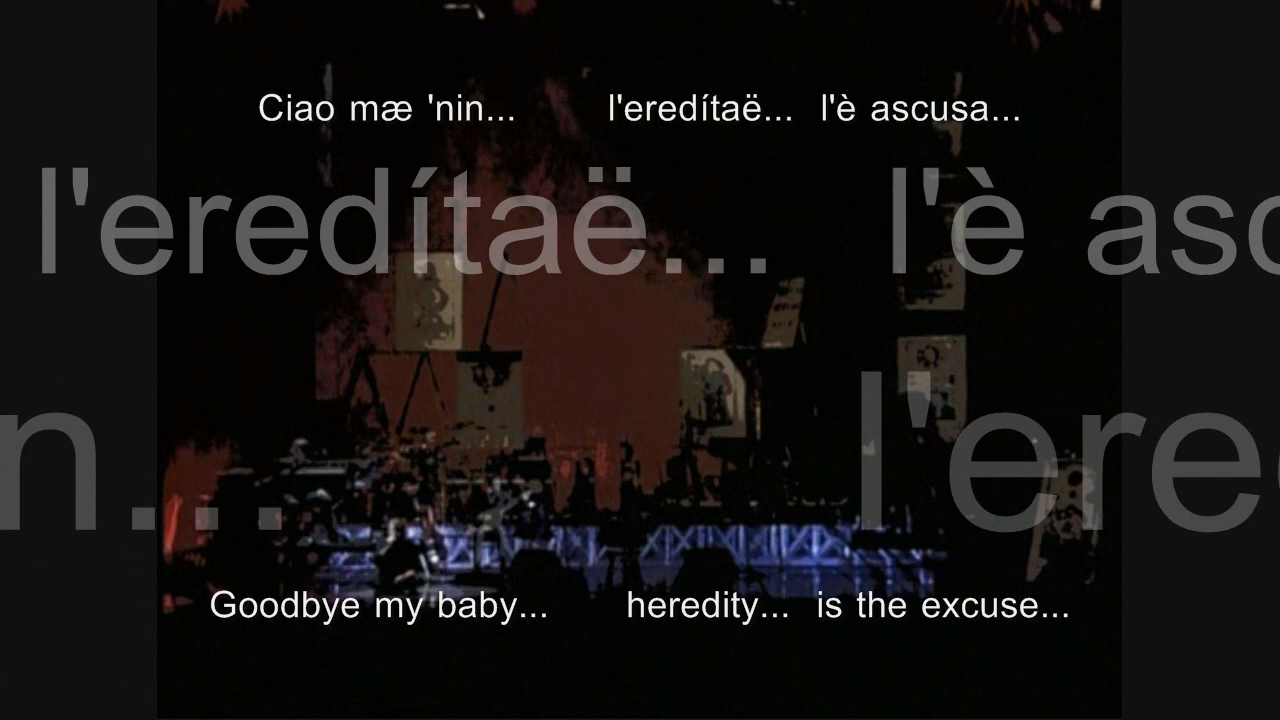 Ciao mæ 'nin... l'eredítaë... l'è ascusa...
l'eredítaë... l'è asc
n... l'ere
Goodbye my baby... heredity... is the excuse...